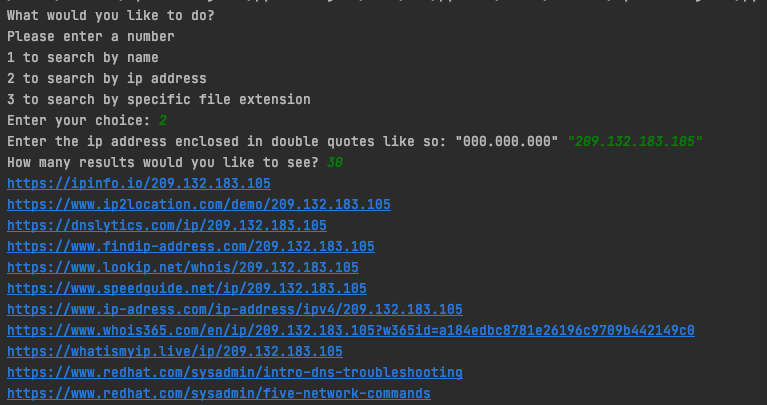 What would you like to do?
Please enter a number
1 to search by name
2 to search by ip address
3 to search by specific file extension
Enter your choice: 2
Enter the ip address enclosed in double quotes like so: "000.000.000" "209.132.183.105"
How many results would you like to see? 30
https://ipinfo.io/209.132.183.105
https://www.ip2location.com/demo/209.132.183.105
https://dnslytics.com/ip/209.132.183.105
https://www.findip-address.com/209.132.183.105
https://www.lookip.net/whois/209.132.183.105
https://www.speedguide.net/ip/209.132.183.105
https://www.ip-adress.com/ip-address/ipv4/209.132.183.105
https://www.whois365.com/en/ip/209.132.183.105?w365id=a184edbc8781e26196c9709b442149c0
https://whatismyip.live/ip/209.132.183.105
https://www.redhat.com/sysadmin/intro-dns-troubleshooting
https://www.redhat.com/sysadmin/five-network-commands